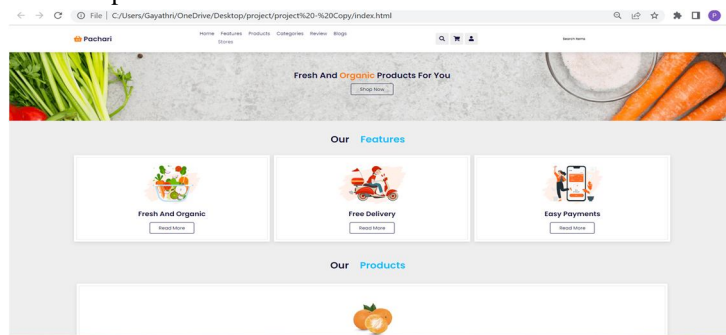 File | C:/Users/Gayathri/OneDrive/Desktop/project/project%20-%20Copy/index.html
P
Pachari
Home Features Products Categories Review Blogs
Stores
Search Items
Fresh And Organic Products For You
Shop Now
Our Features
Fresh And Organic
Free Delivery
Easy Payments
Read More
Read More
Read More
Our Products